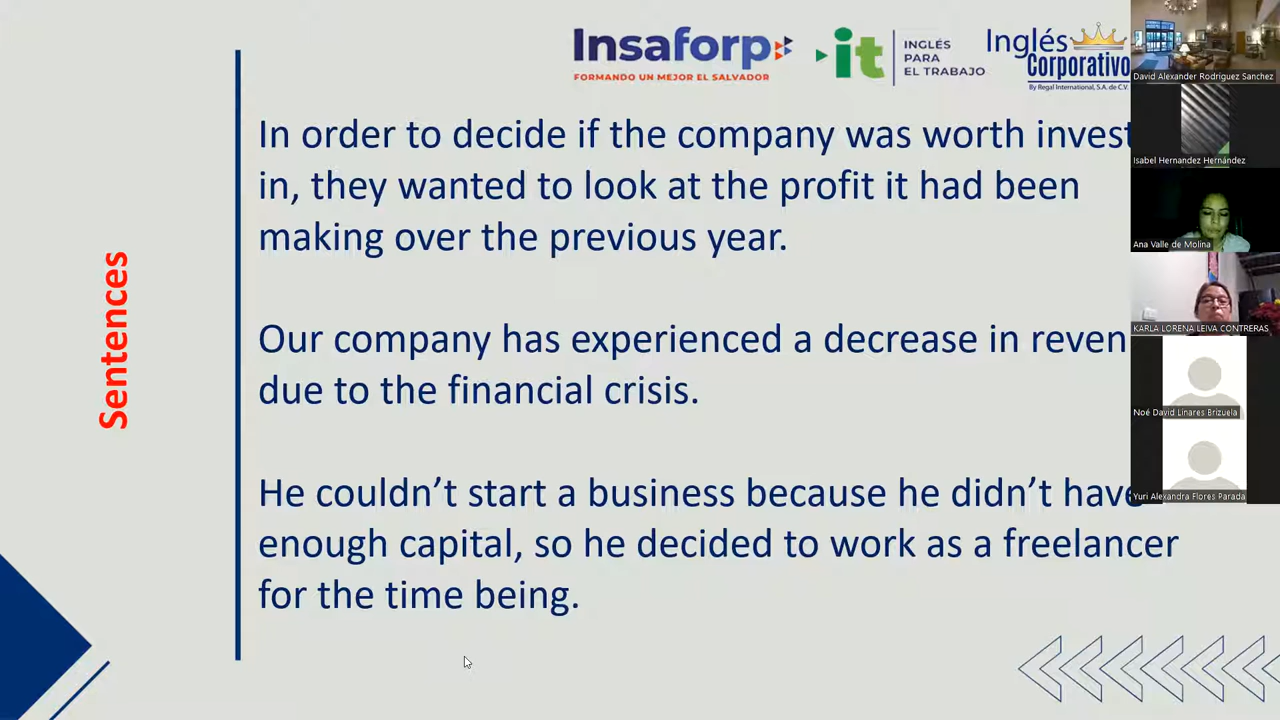 Insaforp
FORMANDO UN MEJOR EL SALVADOR
it
INGLÉS
PARA
EL TRABAJO
Inglés
Corporativo
By Regal International, S.A. de C.V.
Sentences
In order to decide if the company was worth
in, they wanted to look at the profit it had been
making over the previous year.
Our company has experienced a decrease in
due to the financial crisis.
He couldn’t start a business because he didn’t have
enough capital, so he decided to work as a freelancer
for the time being.
David Alexander Rodriguez Sanchez
Isabel Hernandez Hernández
Ana Valle de Molina
KARLA LORENA LEIVA CONTRERAS
Noé David Linares Brizuela
Yuri Alexandra Flores Parada